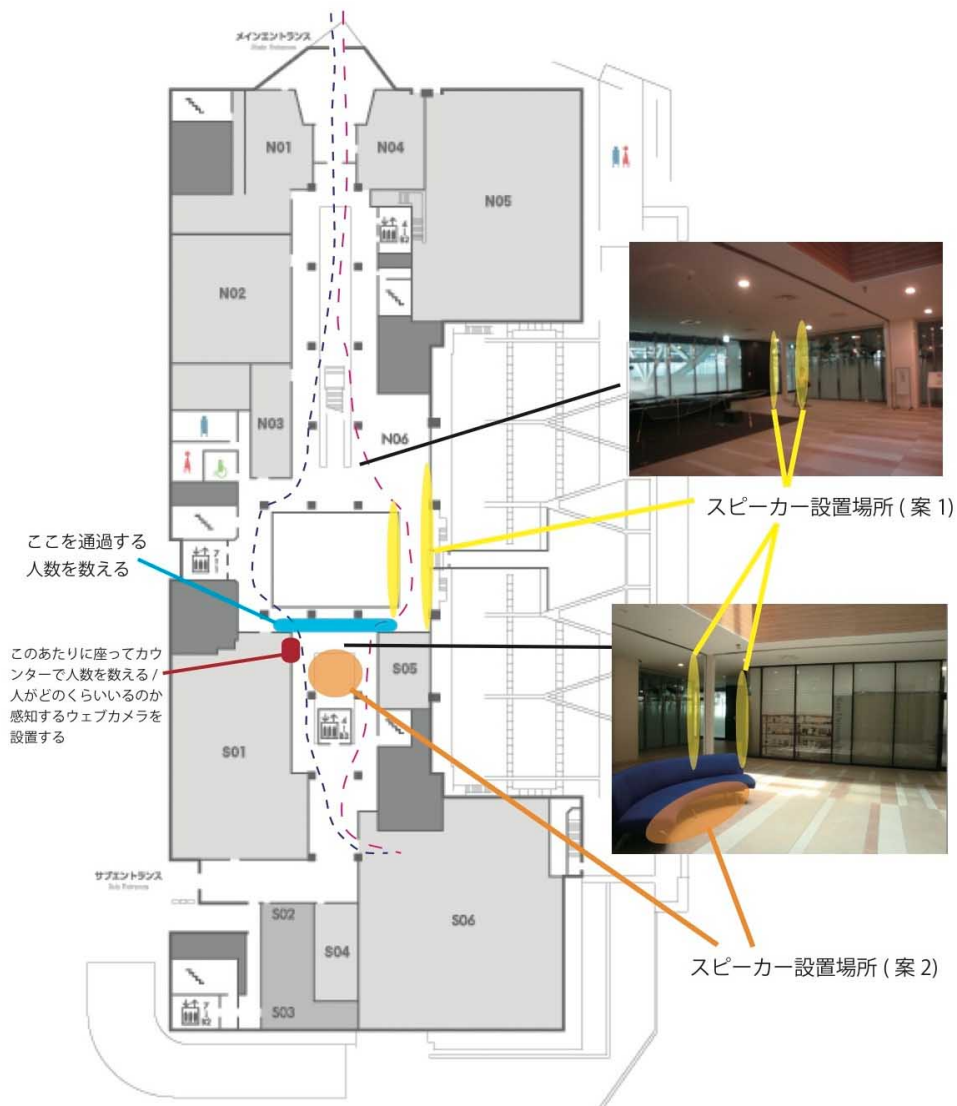 メインエントランス
Main Entrance
N01
N04
N05
N02
N03
N06
スピーカー設置場所 ( 案 1)
ここを通過する
人数を数える
このあたりに座ってカウ
ンターで人数を数える /
人がどのくらいいるのか
感知するウェブカメラを
設置する
S05
S01
サブエントランス
Sub Entrance
S02
S06
S04
スピーカー設置場所 ( 案 2)
S03